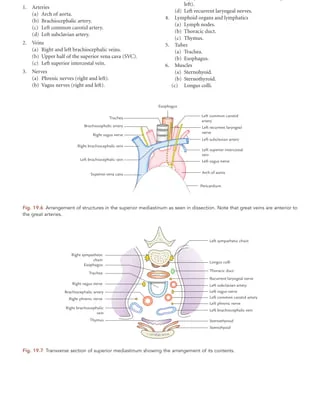 1. Arteries
(a) Arch of aorta.
(b) Brachiocephalic artery.
(c) Left common carotid artery.
(d) Left subclavian artery.
2. Veins
(a) Right and left brachiocephalic veins.
(b) Upper half of the superior vena cava (SVC).
(c) Left superior intercostal vein.
3. Nerves
(a) Phrenic nerves (right and left).
(b) Vagus nerves (right and left).
left).
(d) Left recurrent laryngeal nerves.
4. Lymphoid organs and lymphatics
(a) Lymph nodes.
(b) Thoracic duct.
(c) Thymus.
5. Tubes
(a) Trachea.
(b) Esophagus.
6. Muscles
(a) Sternohyoid.
(b) Sternothyroid.
(c) Longus colli.
Esophagus
Trachea
Brachiocephalic artery
Right vagus nerve
Right brachiocephalic vein
Left brachiocephalic vein
Superior vena cava
Left common carotid
artery
Left recurrent laryngeal
nerve
Left subclavian artery
Left superior intercostal
vein
Left vagus nerve
Arch of aorta
Pericardium
Fig. 19.6 Arrangement of structures in the superior mediastinum as seen in dissection. Note that great veins are anterior to
the great arteries.
Right sympathetic
chain
Esophagus
Trachea
Right vagus nerve
Brachiocephalic artery
Right phrenic nerve
Right brachiocephalic
vein
Thymus
Left sympathetic chain
Longus colli
Thoracic duct
Recurrent laryngeal nerve
Left subclavian artery
Left vagus nerve
Left common carotid artery
Left phrenic nerve
Left brachiocephalic vein
Sternothyroid
Sternohyoid
Fig. 19.7 Transverse section of superior mediastinum showing the arrangement of its contents.